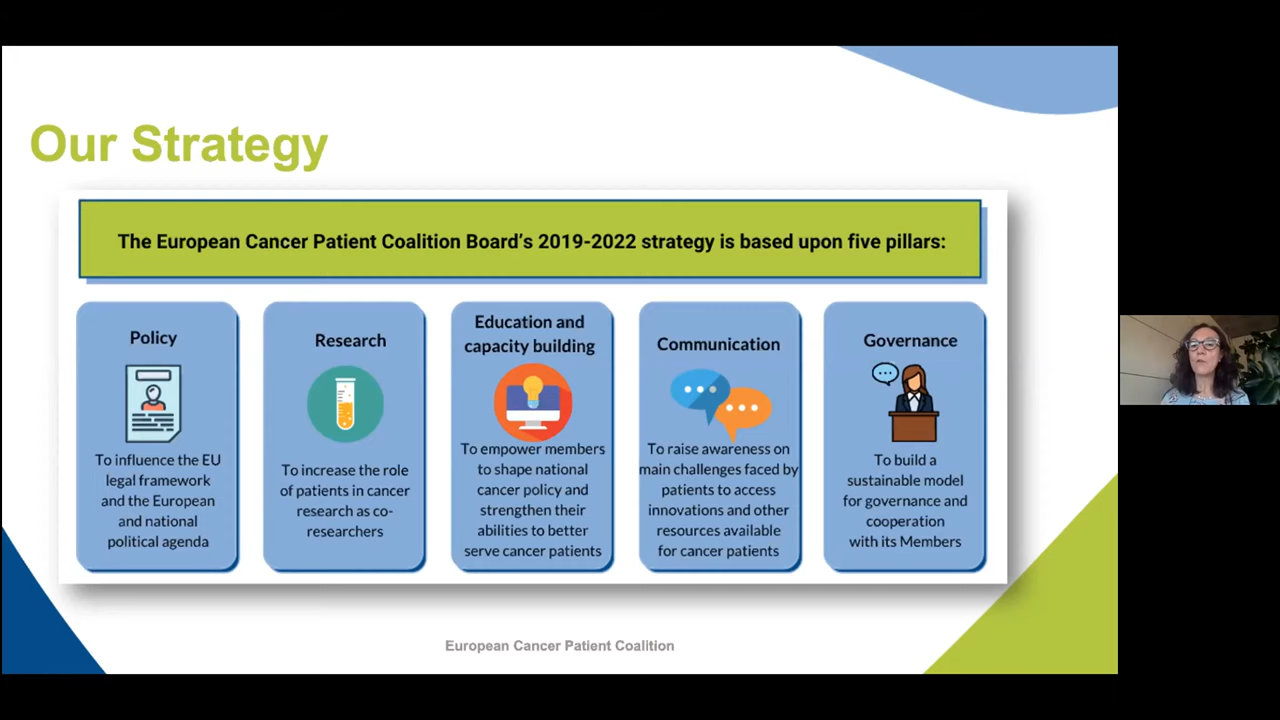 Our Strategy
The European Cancer Patient Coalition Board's 2019-2022 strategy is based upon five pillars:
Policy
To influence the EU
legal framework
and the European
and national
political agenda
Research
To increase the role
of patients in cancer
research as co-
researchers
Education and
capacity building
To empower members
to shape national
cancer policy and
strengthen their
abilities to better
serve cancer patients
Communication
To raise awareness on
main challenges faced by
patients to access
innovations and other
resources available
for cancer patients
Governance
To build a
sustainable model
for governance and
cooperation
with its Members
European Cancer Patient Coalition